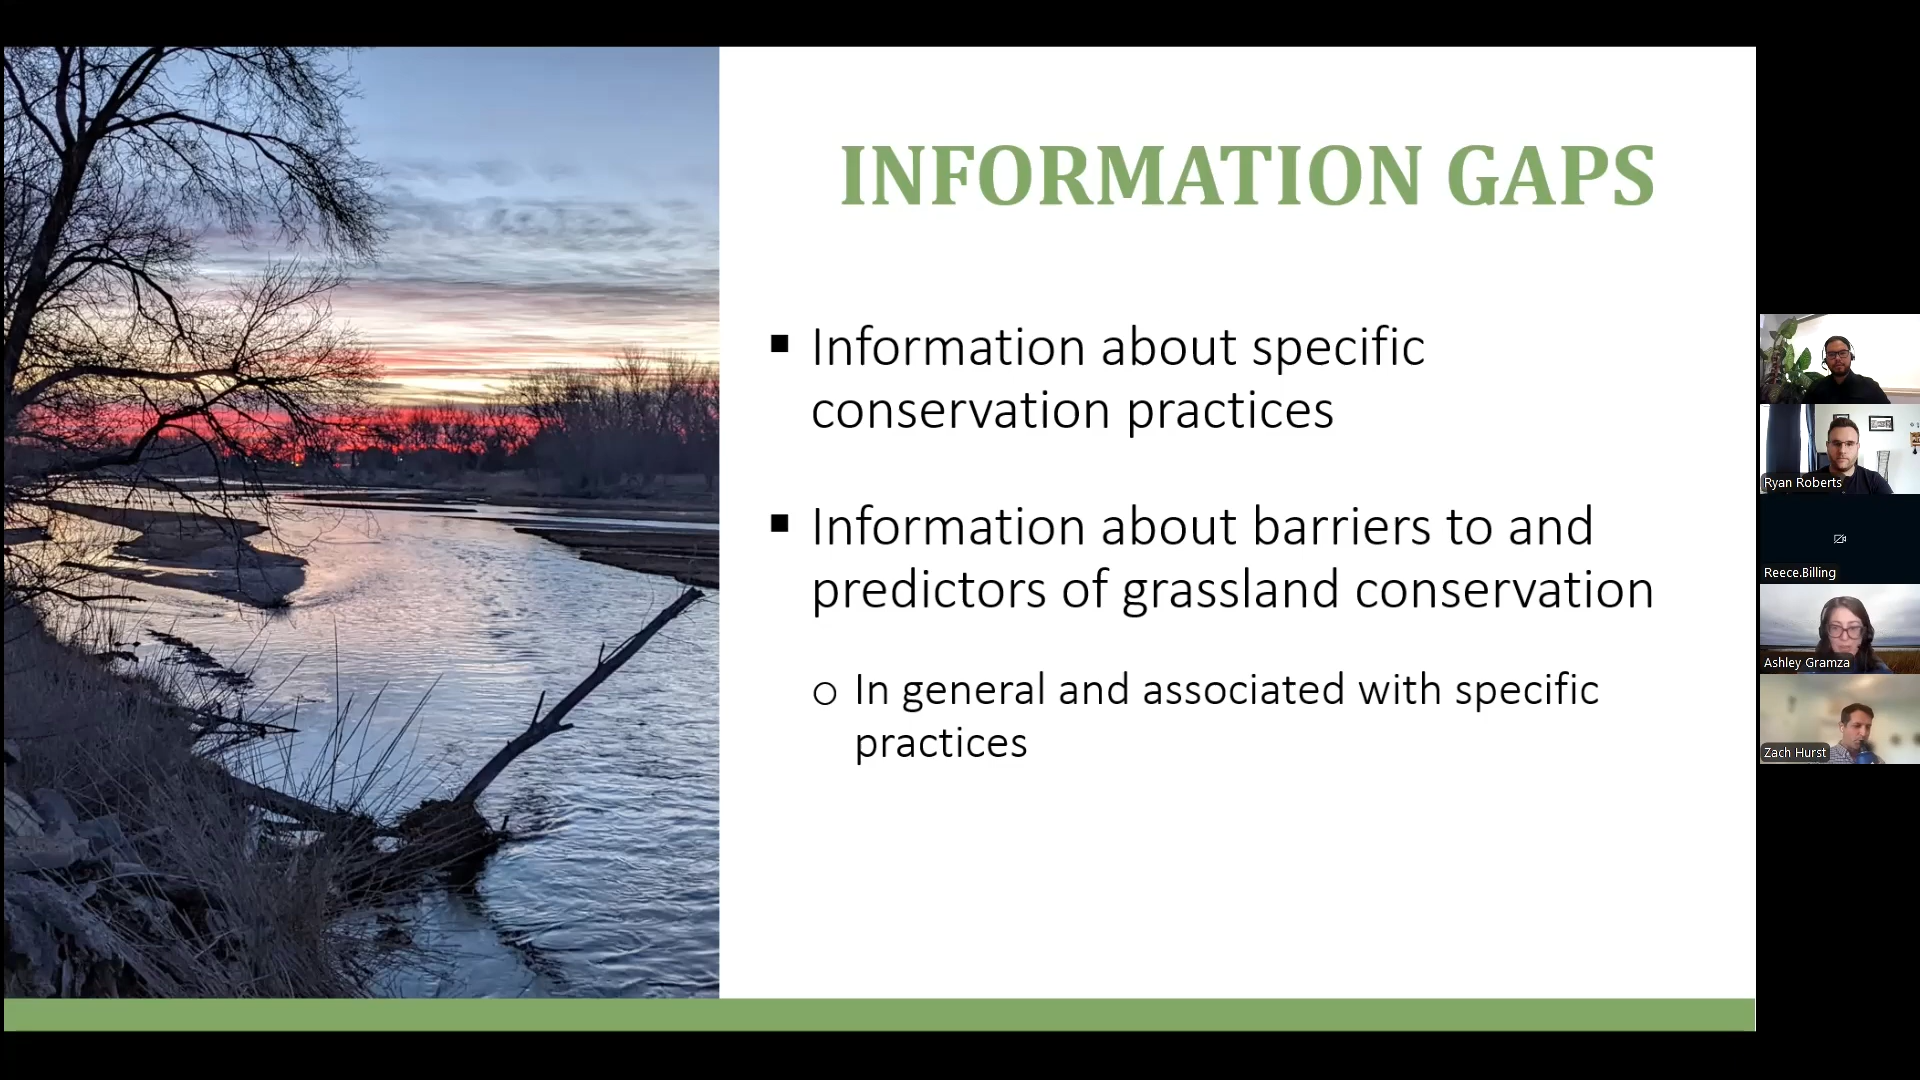 INFORMATION GAPS
▪ Information about specific
conservation practices
▪ Information about barriers to and
predictors of grassland conservation
o In general and associated with specific
practices
Ryan Roberts
Reece.Billing
Ashley Gramza
Zach Hurst